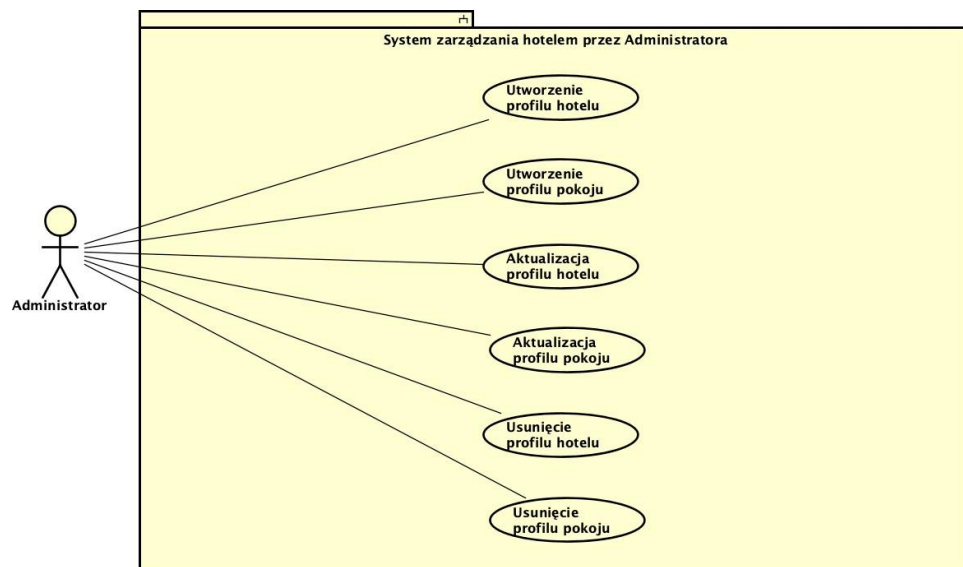 System zarządzania hotelem przez Administratora
Utworzenie
profilu hotelu
Utworzenie
profilu pokoju
Aktualizacja
profilu hotelu
Administrator
Aktualizacja
profilu pokoju
Usunięcie
profilu hotelu
Usunięcie
profilu pokoju